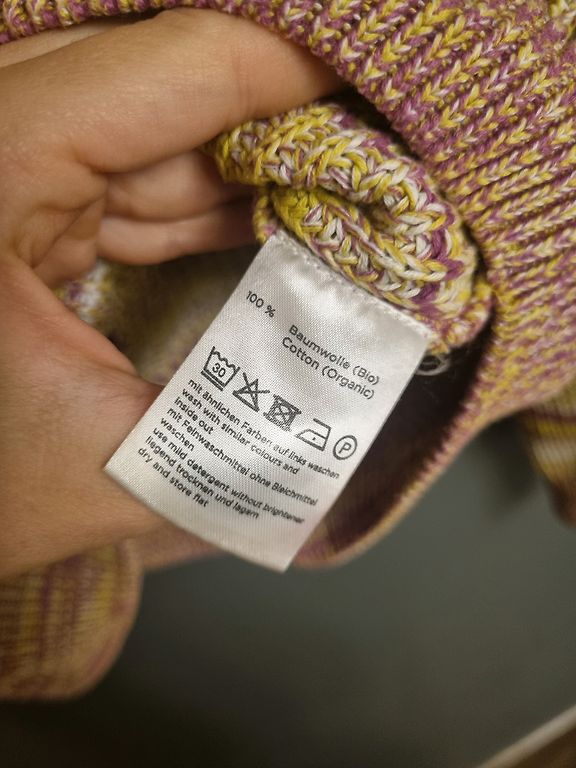 100 %
Baumwolle (Bio)
Cotton (Organic)
30
P
mit ähnlichen Farben auf links waschen
wash with similar colours and
inside out
mit Feinwaschmittel ohne Bleichmittel
waschen
use mild detergent without brightener
liegend trocknen und lagern
dry and store flat